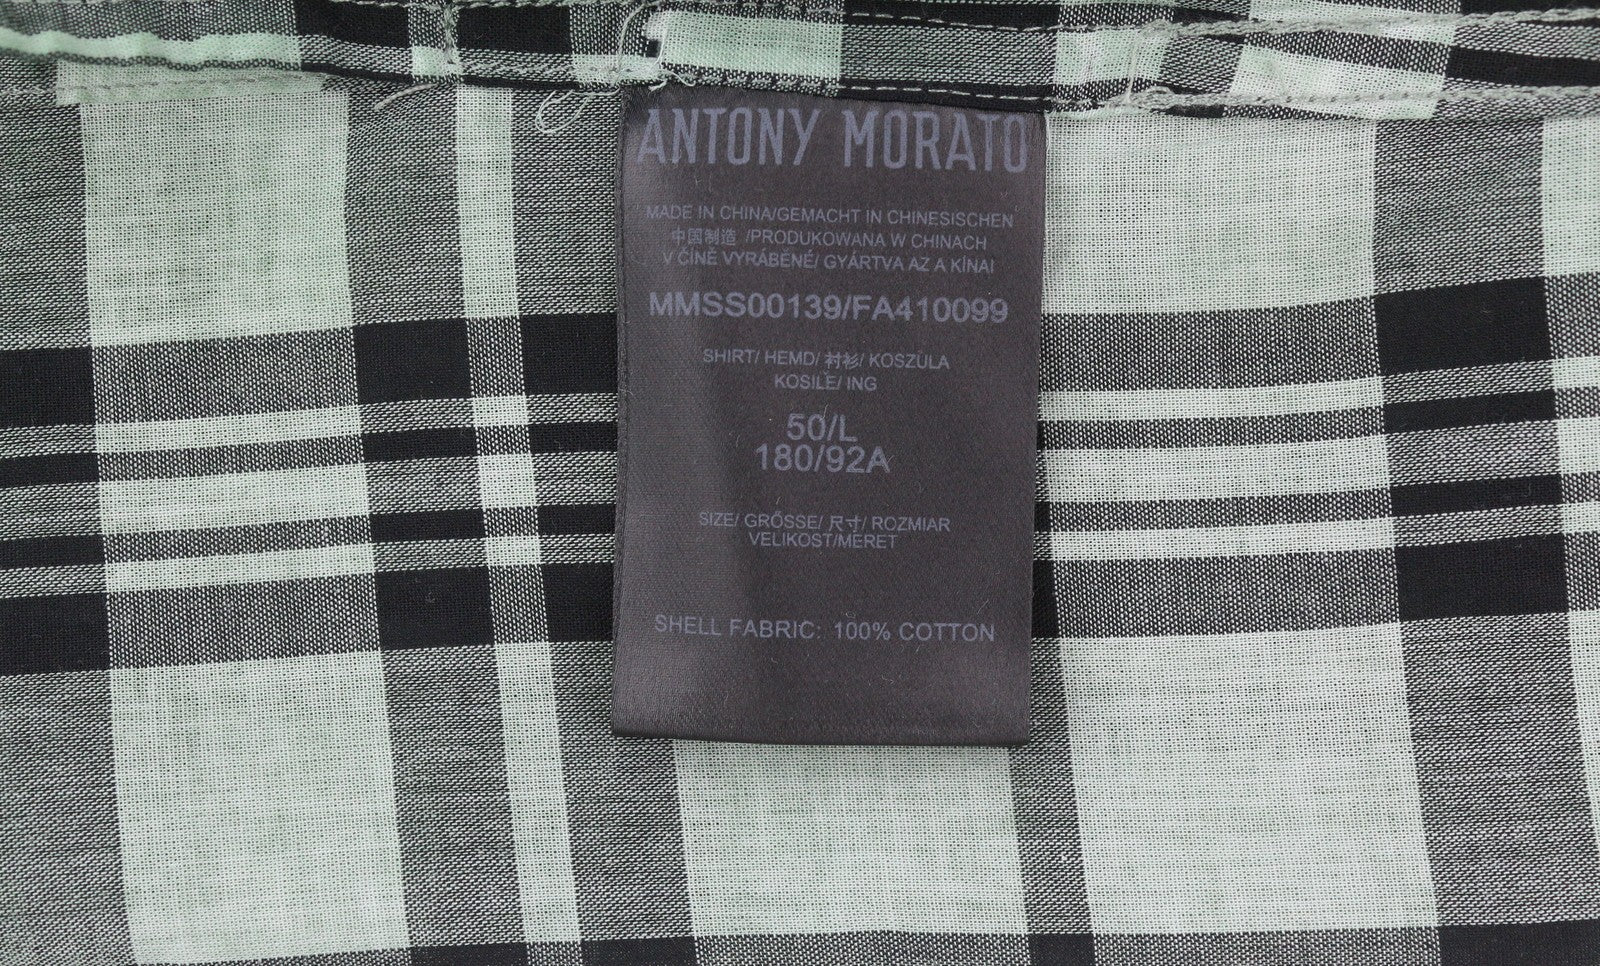 ANTONY MORATO
MADE IN CHINA/GEMACHT IN CHINESISCHEN
中国制造 /PRODUKOWANA W CHINACH
V ČÍNĚ VYRÁBĚNÉ/ GYÁRTVA AZ A KÍNAI
MMSS00139/FA410099
SHIRT/ HEMD/ 衬衫/ KOSZULA
KOSILE/ ING
50/L
180/92A
SIZE/ GRÖSSE/ 尺寸/ ROZMIAR
VELIKOST/MERET
SHELL FABRIC: 100% COTTON